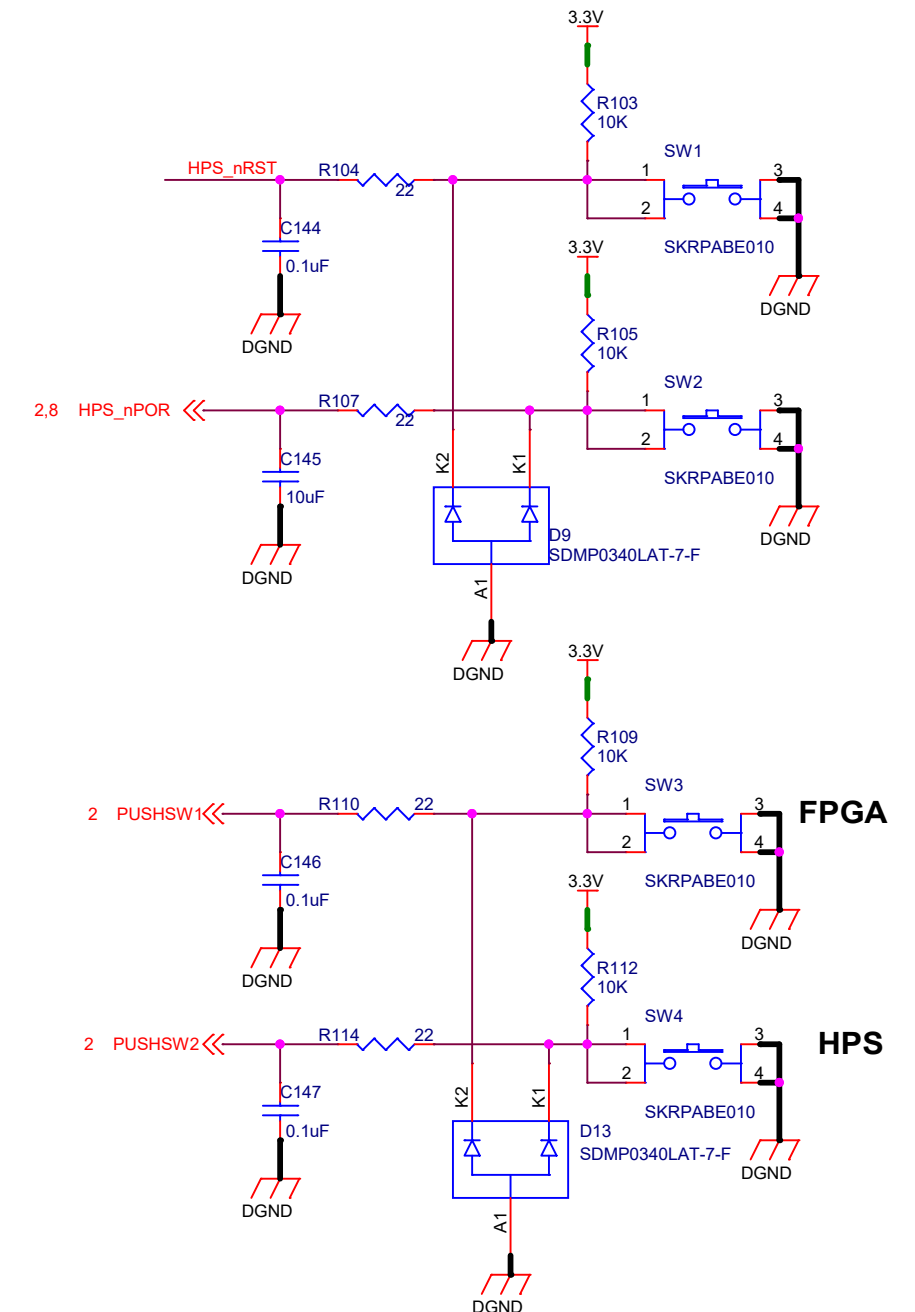 3.3V
R103
10K
SW1
HPS_nRST
R104
22
1
2
3
4
SKRPABE010
C144
0.1uF
DGND
DGND
3.3V
R105
10K
SW2
2,8 HPS_nPOR
R107
22
1
2
3
4
SKRPABE010
C145
10uF
K2
K1
D9
SDMP0340LAT-7-F
A1
DGND
DGND
DGND
3.3V
R109
10K
SW3
2 PUSHSW1
R110
22
1
2
3
4
FPGA
SKRPABE010
C146
0.1uF
DGND
DGND
3.3V
R112
10K
SW4
2 PUSHSW2
R114
22
1
2
3
4
HPS
SKRPABE010
C147
0.1uF
K2
K1
D13
SDMP0340LAT-7-F
A1
DGND
DGND
DGND